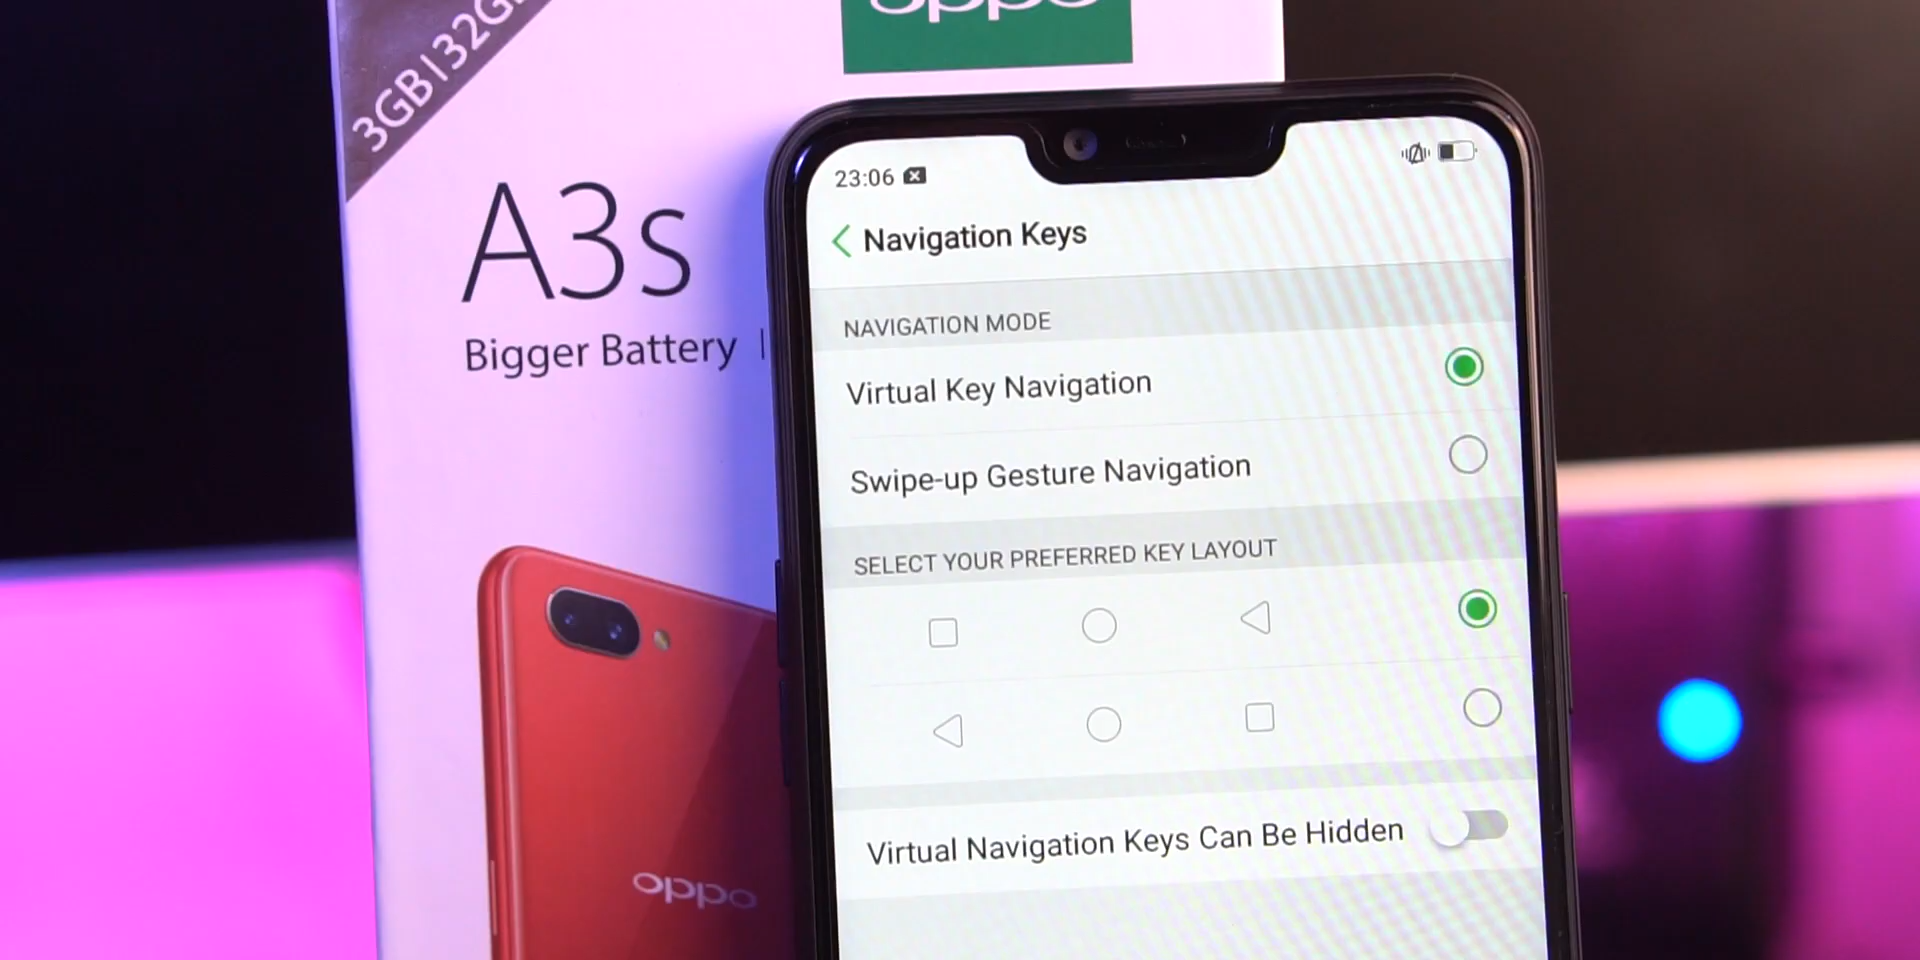 oppo
3GB|32G
A3s
Bigger Battery |
oppo
23:06
Navigation Keys
NAVIGATION MODE
Virtual Key Navigation
Swipe-up Gesture Navigation
SELECT YOUR PREFERRED KEY LAYOUT
Virtual Navigation Keys Can Be Hidden